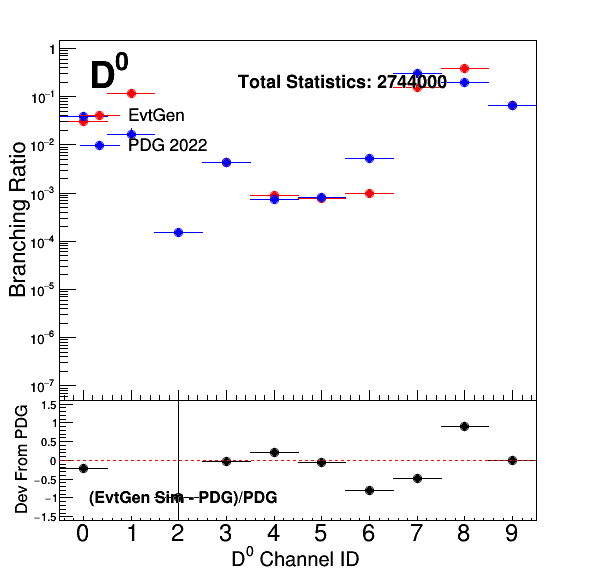 D⁰
Total Statistics: 2744000
EvtGen
PDG 2022
Branching Ratio
1
10⁻¹
10⁻²
10⁻³
10⁻⁴
10⁻⁵
10⁻⁶
10⁻⁷
Dev From PDG
1.5
1
0.5
0
−0.5
−1
−1.5
(EvtGen Sim - PDG)/PDG
0 1 2 3 4 5 6 7 8 9
D⁰ Channel ID